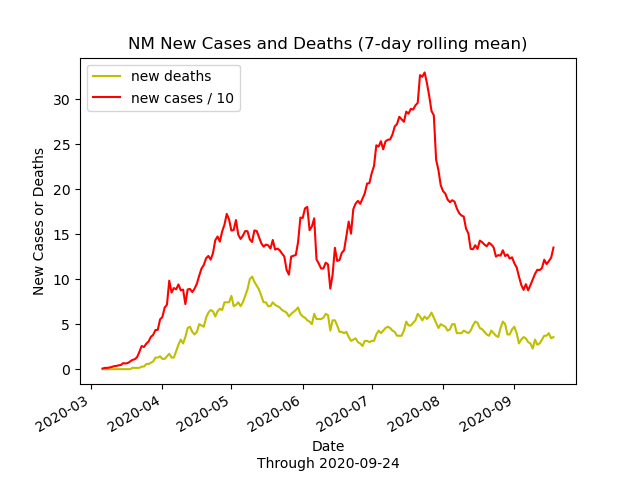 NM New Cases and Deaths (7-day rolling mean)
new deaths
new cases / 10
New Cases or Deaths
30
25
20
15
10
5
0
2020-03
2020-04
2020-05
2020-06
2020-07
2020-08
2020-09
Date
Through 2020-09-24